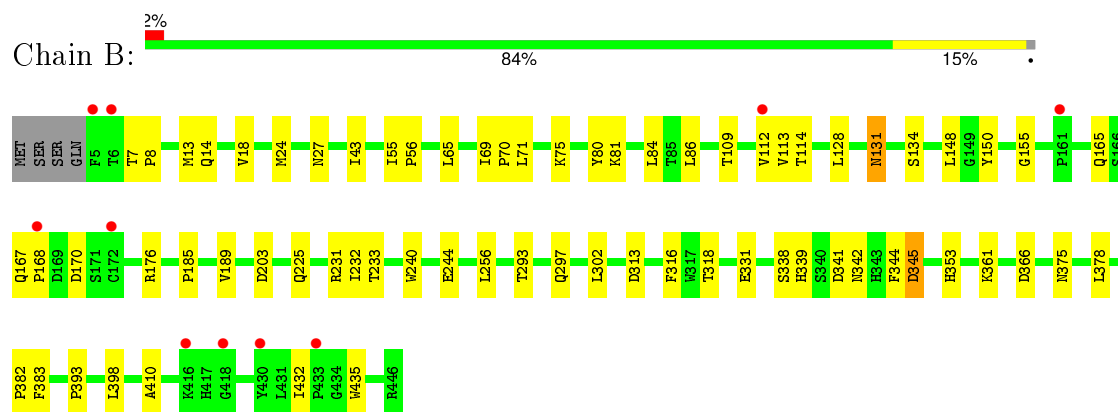 2%
Chain B:
84% 15% •
MET SER SER GLN F5 T6 T7 P8 M13 Q14 V18 M24 N27 I43 I55 P56 L65 I69 P70 L71 K75 Y80 K81 L84 T85 L86 T109 V112 V113 T114 L128 N131 S134 L148 G149 Y150 G155 P161 Q165 S166
Q167 P168 D169 D170 S171 C172 R176 P185 V189 D203 Q225 R231 I232 T233 W240 E244 L256 T293 Q297 L302 D313 F316 W317 T318 E331 S338 H339 S340 D341 N342 H343 F344 D345 H353 K361 D366 N375 L378
P382 F383 P393 L398 A410 K416 H417 G418 Y430 L431 I432 P433 G434 W435 R446